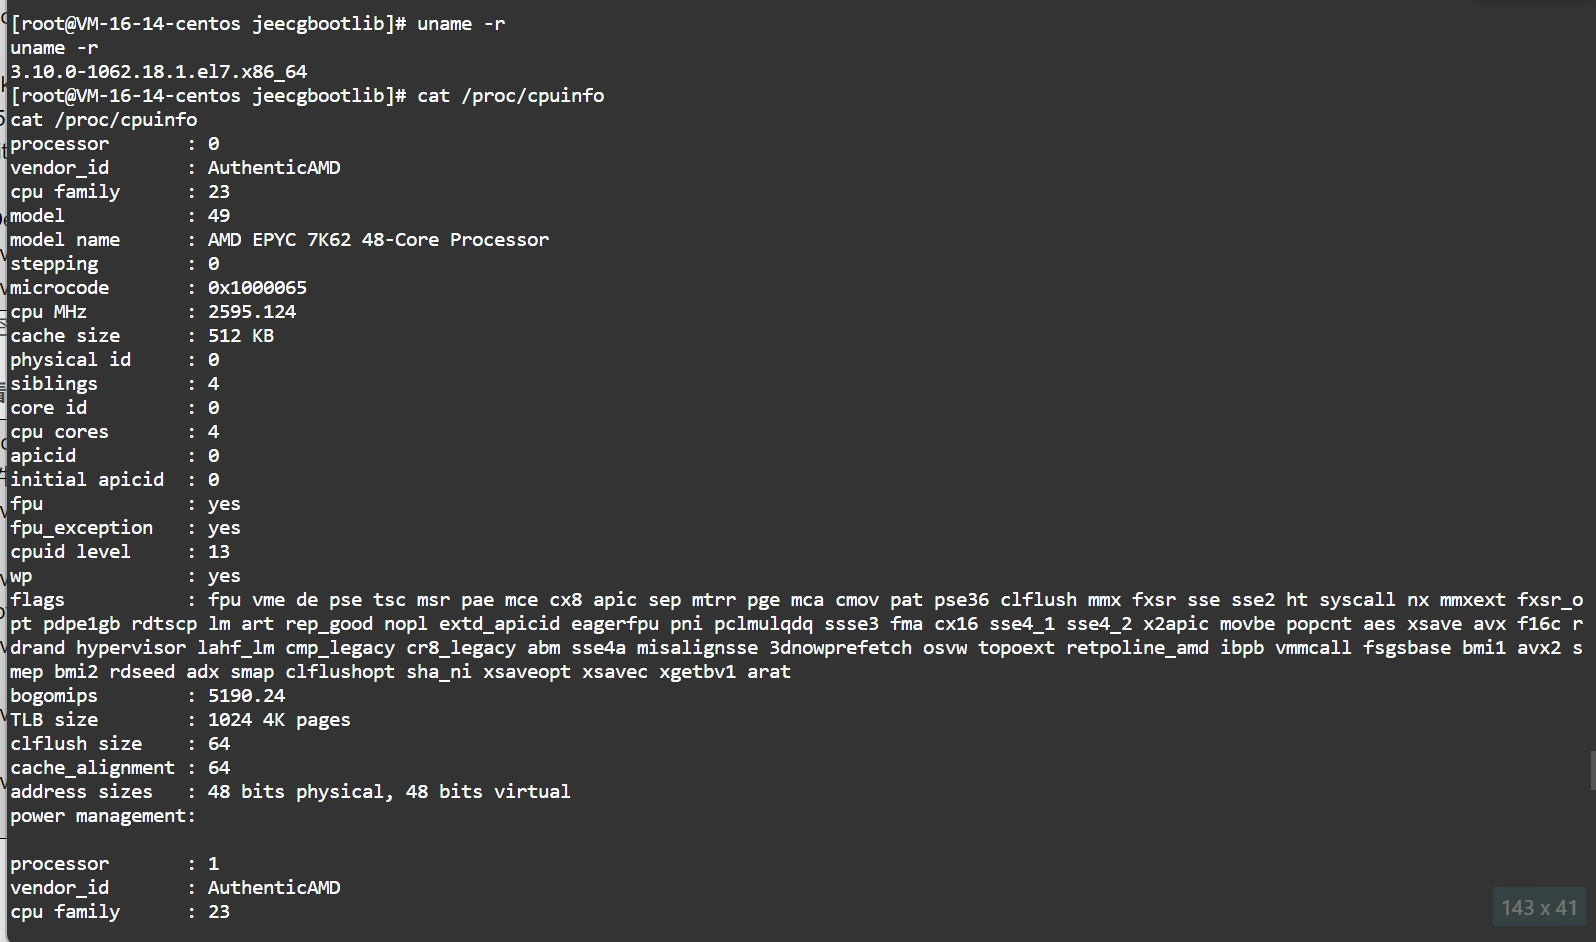 [root@VM-16-14-centos jeecgbootlib]# uname -r
uname -r
3.10.0-1062.18.1.el7.x86_64
[root@VM-16-14-centos jeecgbootlib]# cat /proc/cpuinfo
cat /proc/cpuinfo
processor : 0
vendor_id : AuthenticAMD
cpu family : 23
model : 49
model name : AMD EPYC 7K62 48-Core Processor
stepping : 0
microcode : 0x1000065
cpu MHz : 2595.124
cache size : 512 KB
physical id : 0
siblings : 4
core id : 0
cpu cores : 4
apicid : 0
initial apicid : 0
fpu : yes
fpu_exception : yes
cpuid level : 13
wp : yes
flags : fpu vme de pse tsc msr pae mce cx8 apic sep mtrr pge mca cmov pat pse36 clflush mmx fxsr sse sse2 ht syscall nx mmxext fxsr_o
pt pdpe1gb rdtscp lm art rep_good nopl extd_apicid eagerfpu pni pclmulqdq ssse3 fma cx16 sse4_1 sse4_2 x2apic movbe popcnt aes xsave avx f16c r
drand hypervisor lahf_lm cmp_legacy cr8_legacy abm sse4a misalignsse 3dnowprefetch osvw topoext retpoline_amd ibpb vmmcall fsgsbase bmi1 avx2 s
mep bmi2 rdseed adx smap clflushopt sha_ni xsaveopt xsavec xgetbv1 arat
bogomips : 5190.24
TLB size : 1024 4K pages
clflush size : 64
cache_alignment : 64
address sizes : 48 bits physical, 48 bits virtual
power management:
processor : 1
vendor_id : AuthenticAMD
cpu family : 23
143 x 41